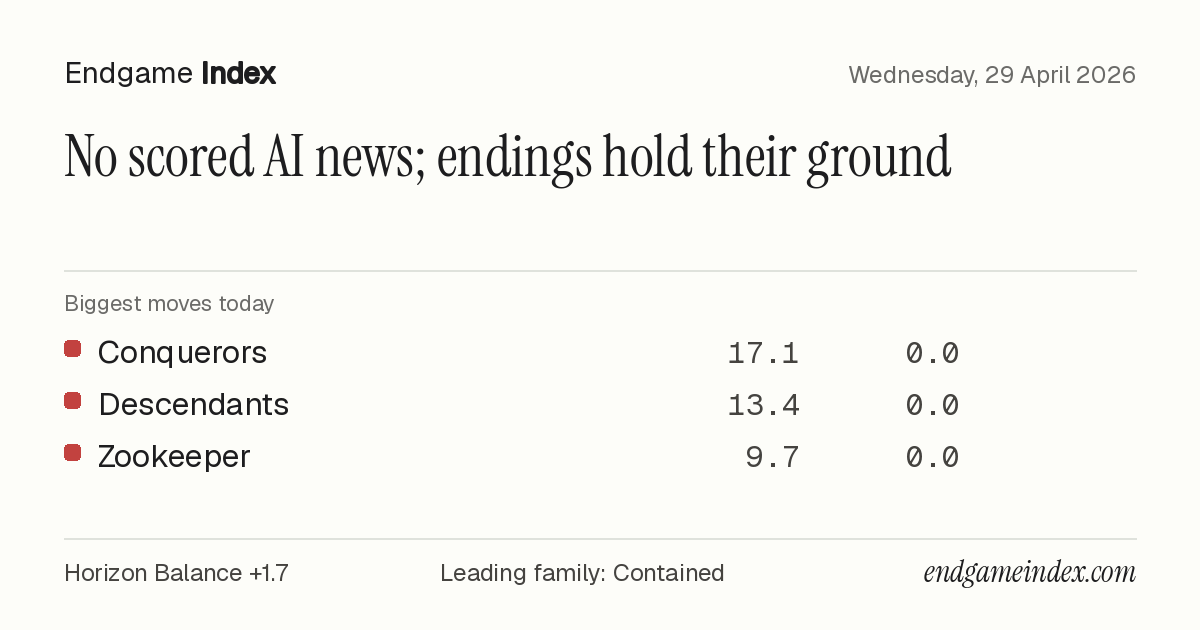 Endgame Index
Wednesday, 29 April 2026
No scored AI news; endings hold their ground
Biggest moves today
Conquerors 17.1 0.0
Descendants 13.4 0.0
Zookeeper 9.7 0.0
Horizon Balance +1.7
Leading family: Contained
endgameindex.com